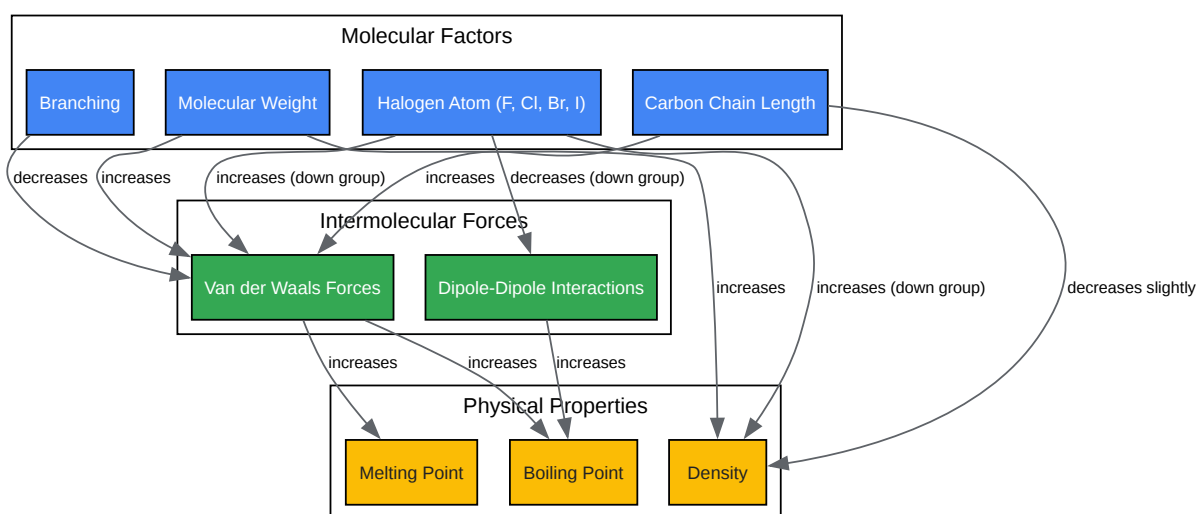 Molecular Factors
Branching
Molecular Weight
Halogen Atom (F, Cl, Br, I)
Carbon Chain Length
decreases
increases
increases (down group)
increases
decreases (down group)
Intermolecular Forces
Van der Waals Forces
Dipole-Dipole Interactions
increases
increases (down group)
decreases slightly
increases
increases
increases
Physical Properties
Melting Point
Boiling Point
Density